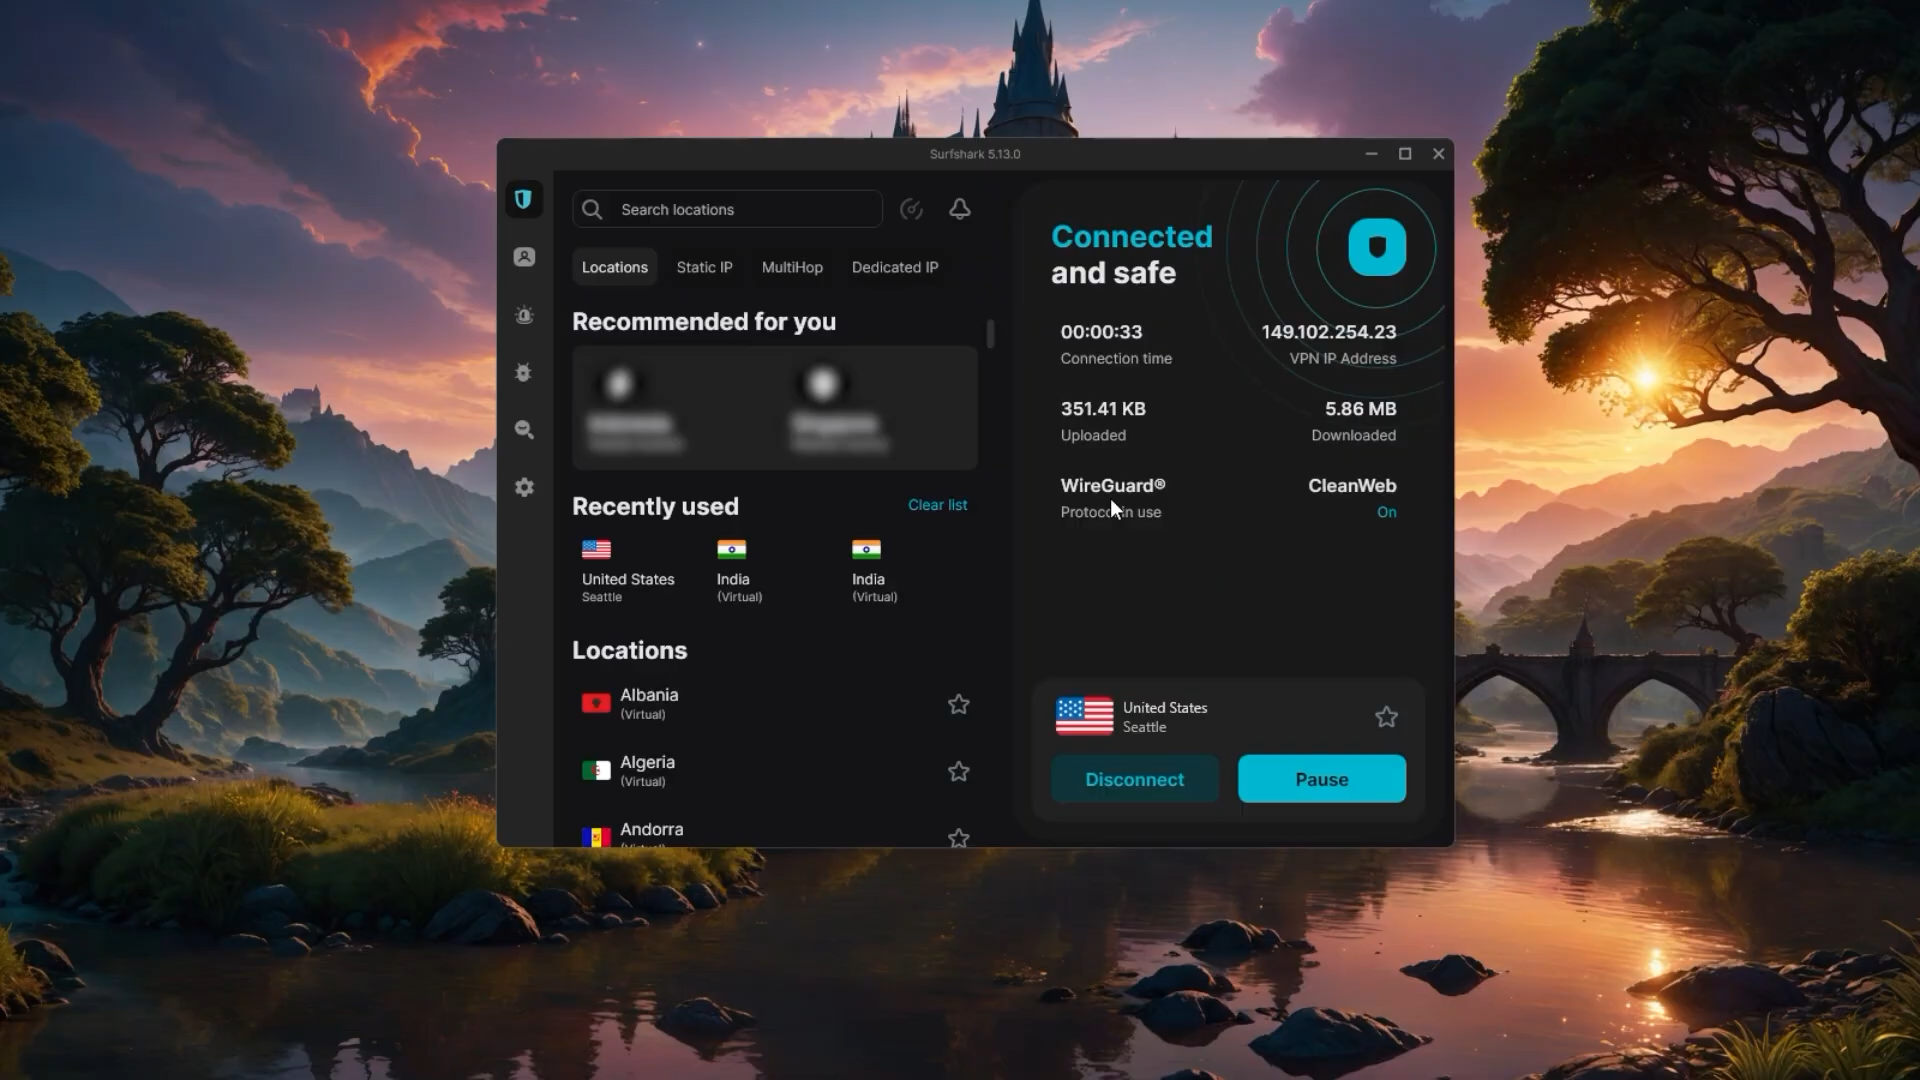 Surfshark 5.13.0
Search locations
Locations
Static IP
MultiHop
Dedicated IP
Recommended for you
Recently used
Clear list
United States
Seattle
India
(Virtual)
India
(Virtual)
Locations
Albania
(Virtual)
Algeria
(Virtual)
Andorra
Connected
and safe
00:00:33
Connection time
149.102.254.23
VPN IP Address
351.41 KB
Uploaded
5.86 MB
Downloaded
WireGuard®
Protocol in use
CleanWeb
On
United States
Seattle
Disconnect
Pause